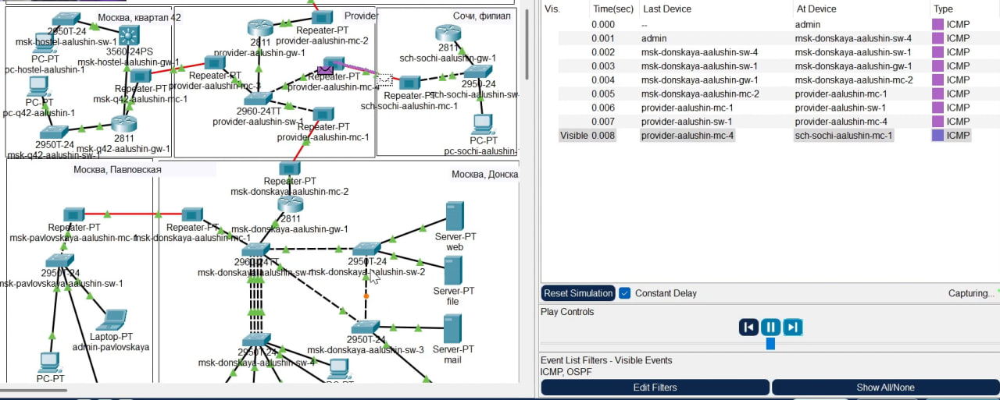 Москва, квартал 42
2950T-24
msk-hostel-aalushin-sw-1
PC-PT
pc-hostel-aalushin-1
3560-24PS
msk-hostel-aalushin-gw-1
PC-PT
pc-q42-aalushin-1
Repeater-PT
msk-q42-aalushin-mc-1
2950T-24
msk-q42-aalushin-sw-1
2811
msk-q42-aalushin-gw-1
Provider
2811
provider-aalushin-gw-1
Repeater-PT
provider-aalushin-mc-2
Repeater-PT
provider-aalushin-mc-3
Repeater-PT
provider-aalushin-mc-4
2960-24TT
provider-aalushin-sw-1
Repeater-PT
provider-aalushin-mc-1
Сочи, филиал
2811
sch-sochi-aalushin-gw-1
Repeater-PT
sch-sochi-aalushin-mc-1
2950-24
sch-sochi-aalushin-sw-
PC-PT
pc-sochi-aalushin-
Москва, Павловская
Repeater-PT
msk-pavlovskaya-aalushin-mc-1
2950T-24
msk-pavlovskaya-aalushin-sw-1
Laptop-PT
admin-pavlovskaya
PC-PT
Москва, Донска
Repeater-PT
msk-donskaya-aalushin-mc-2
2811
msk-donskaya-aalushin-gw-1
Repeater-PT
msk-donskaya-aalushin-mc-1
2960-24TT
msk-donskaya-aalushin-sw-1
2950T-24
msk-donskaya-aalushin-sw-2
Server-PT
web
Server-PT
file
2950T-24
msk-donskaya-aalushin-sw-3
Server-PT
mail
2950T-24
msk-donskaya-aalushin-sw-4
PC-PT
Vis. Time(sec) Last Device At Device Type
0.000 -- admin ICMP
0.001 admin msk-donskaya-aalushin-sw-4 ICMP
0.002 msk-donskaya-aalushin-sw-4 msk-donskaya-aalushin-sw-1 ICMP
0.003 msk-donskaya-aalushin-sw-1 msk-donskaya-aalushin-gw-1 ICMP
0.004 msk-donskaya-aalushin-gw-1 msk-donskaya-aalushin-mc-2 ICMP
0.005 msk-donskaya-aalushin-mc-2 provider-aalushin-mc-1 ICMP
0.006 provider-aalushin-mc-1 provider-aalushin-sw-1 ICMP
0.007 provider-aalushin-sw-1 provider-aalushin-mc-4 ICMP
Visible 0.008 provider-aalushin-mc-4 sch-sochi-aalushin-mc-1 ICMP
Reset Simulation Constant Delay Capturing...
Play Controls
Event List Filters - Visible Events
ICMP, OSPF
Edit Filters Show All/None